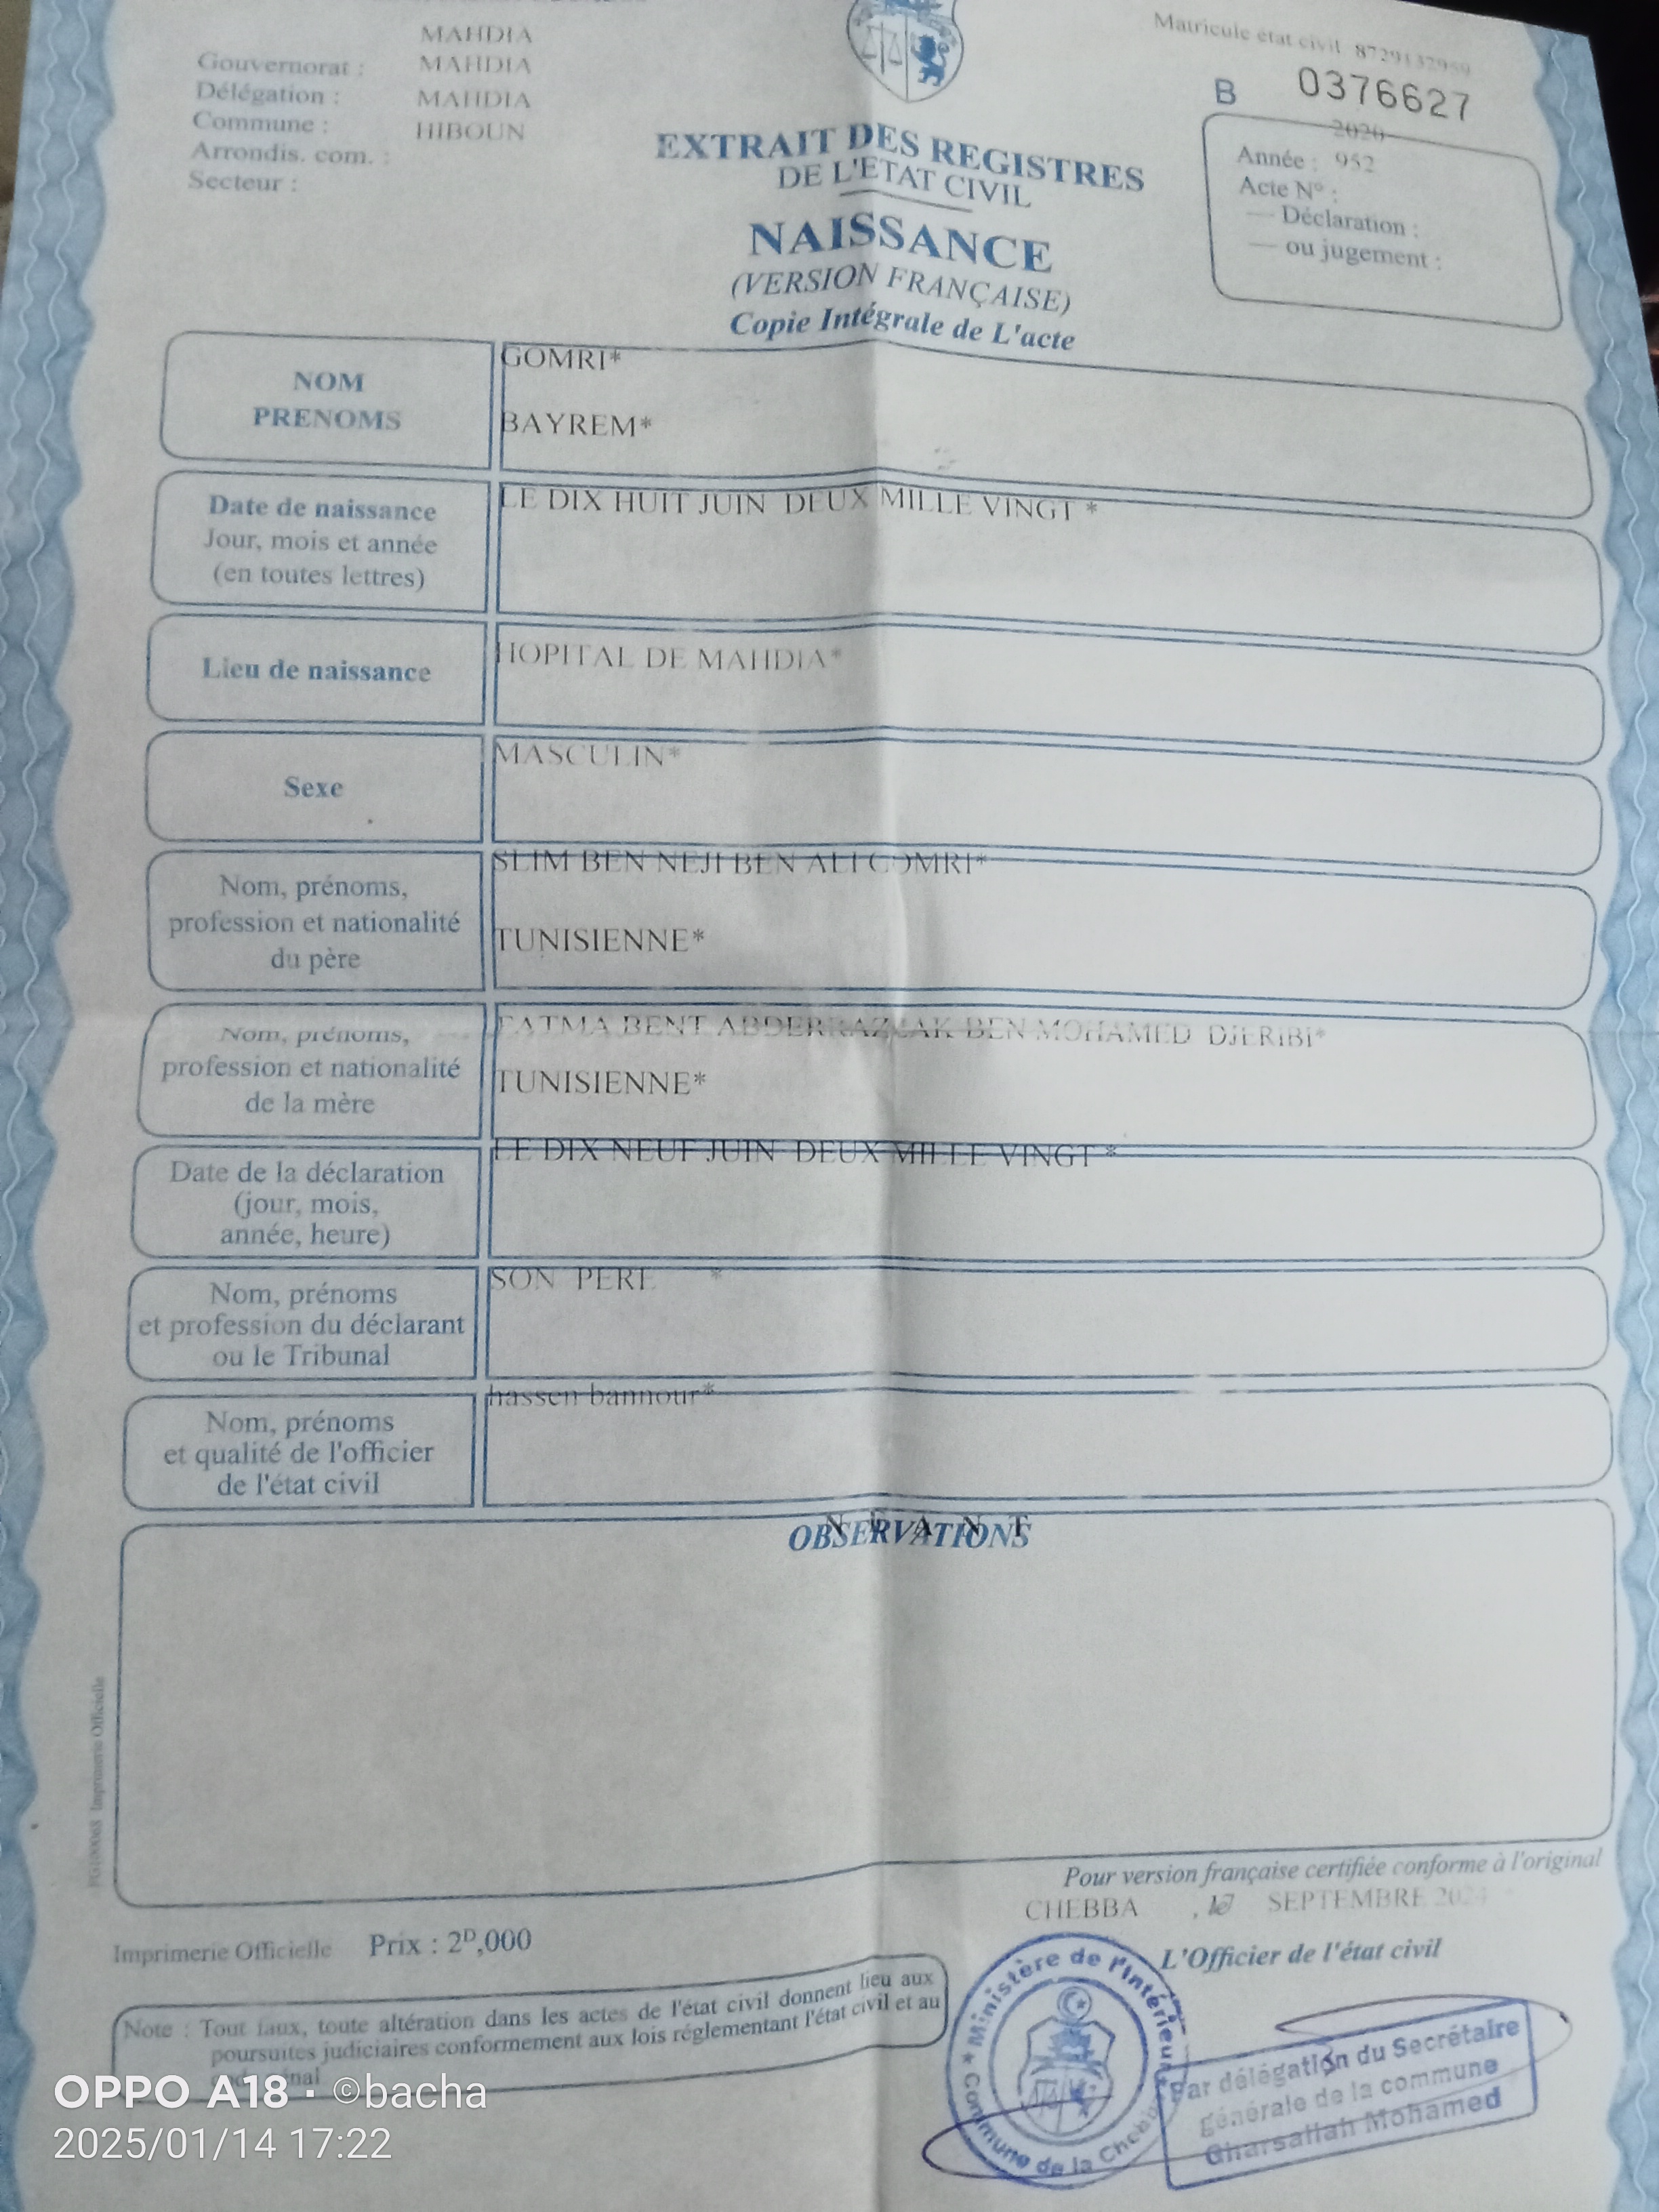 MAHDIA
Gouvernorat : MAHDIA
Délégation : MAHDIA
Commune : HIBOUN
Arrondis. com. :
Secteur :
Matricule état civil
B 0376627
2020
Année : 952
Acte N° :
— Déclaration :
— ou jugement :
EXTRAIT DES REGISTRES
DE L'ETAT CIVIL
NAISSANCE
(VERSION FRANÇAISE)
Copie Intégrale de L'acte
NOM
PRENOMS
GOMRI*
BAYREM*
Date de naissance
Jour, mois et année
(en toutes lettres)
LE DIX HUIT JUIN DEUX MILLE VINGT *
Lieu de naissance
HOPITAL DE MAHDIA*
Sexe
MASCULIN*
Nom, prénoms,
profession et nationalité
du père
SLIM BEN NEJI BEN ALI GOMRI*
TUNISIENNE*
Nom, prénoms,
profession et nationalité
de la mère
FATMA BENT ABDERRAZZAK BEN MOHAMED DJERIBI*
TUNISIENNE*
Date de la déclaration
(jour, mois,
année, heure)
LE DIX NEUF JUIN DEUX MILLE VINGT *
Nom, prénoms
et profession du déclarant
ou le Tribunal
SON PERE *
Nom, prénoms
et qualité de l'officier
de l'état civil
hassen bannour*
OBSERVATIONS
N E A N T
Imprimerie Officielle
Pour version française certifiée conforme à l'original
CHEBBA , le SEPTEMBRE 2024
L'Officier de l'état civil
Imprimerie Officielle Prix : 2ᴰ,000
Note : Tout faux, toute altération dans les actes de l'état civil donnent lieu aux
poursuites judiciaires conformement aux lois réglementant l'état civil et au
* Ministère de l'Intérieur *
Commune de la Chebba
Par délégation du Secrétaire
générale de la commune
Gharsallah Mohamed
OPPO A18 · ©bacha
2025/01/14 17:22